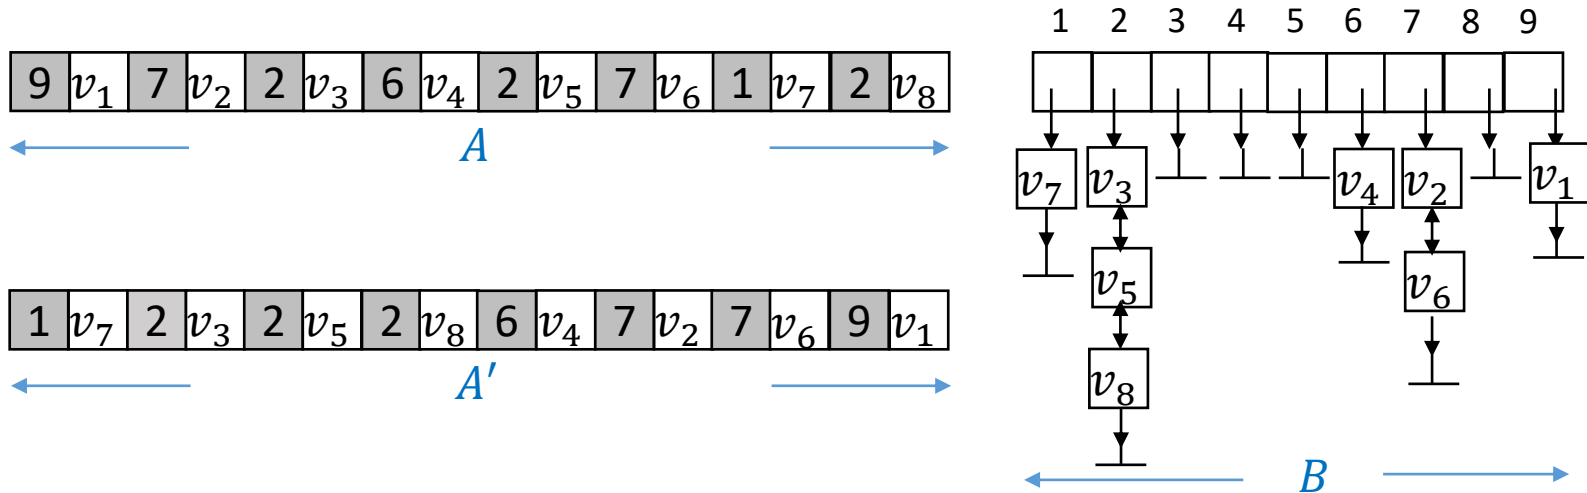 9 v₁ 7 v₂ 2 v₃ 6 v₄ 2 v₅ 7 v₆ 1 v₇ 2 v₈
A
1 v₇ 2 v₃ 2 v₅ 2 v₈ 6 v₄ 7 v₂ 7 v₆ 9 v₁
A′
1 2 3 4 5 6 7 8 9
v₇ v₃ v₄ v₂ v₁
v₅ v₆
v₈
B